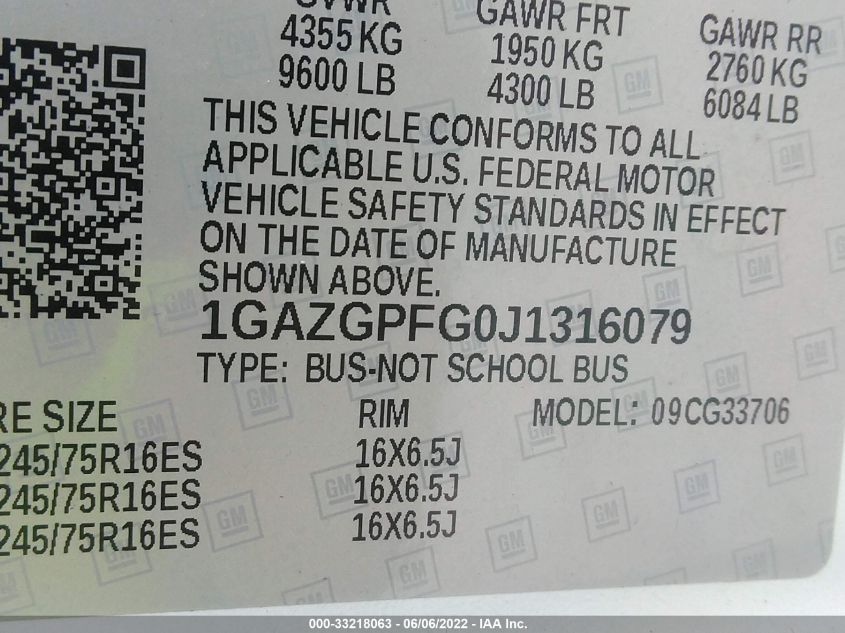 GVWR GAWR FRT GAWR RR
4355 KG 1950 KG 2760 KG
9600 LB 4300 LB 6084 LB
THIS VEHICLE CONFORMS TO ALL
APPLICABLE U.S. FEDERAL MOTOR
VEHICLE SAFETY STANDARDS IN EFFECT
ON THE DATE OF MANUFACTURE
SHOWN ABOVE.
1GAZGPFG0J1316079
TYPE: BUS-NOT SCHOOL BUS
RE SIZE RIM MODEL: 09CG33706
245/75R16ES 16X6.5J
245/75R16ES 16X6.5J
245/75R16ES 16X6.5J
000-33218063 - 06/06/2022 - IAA Inc.